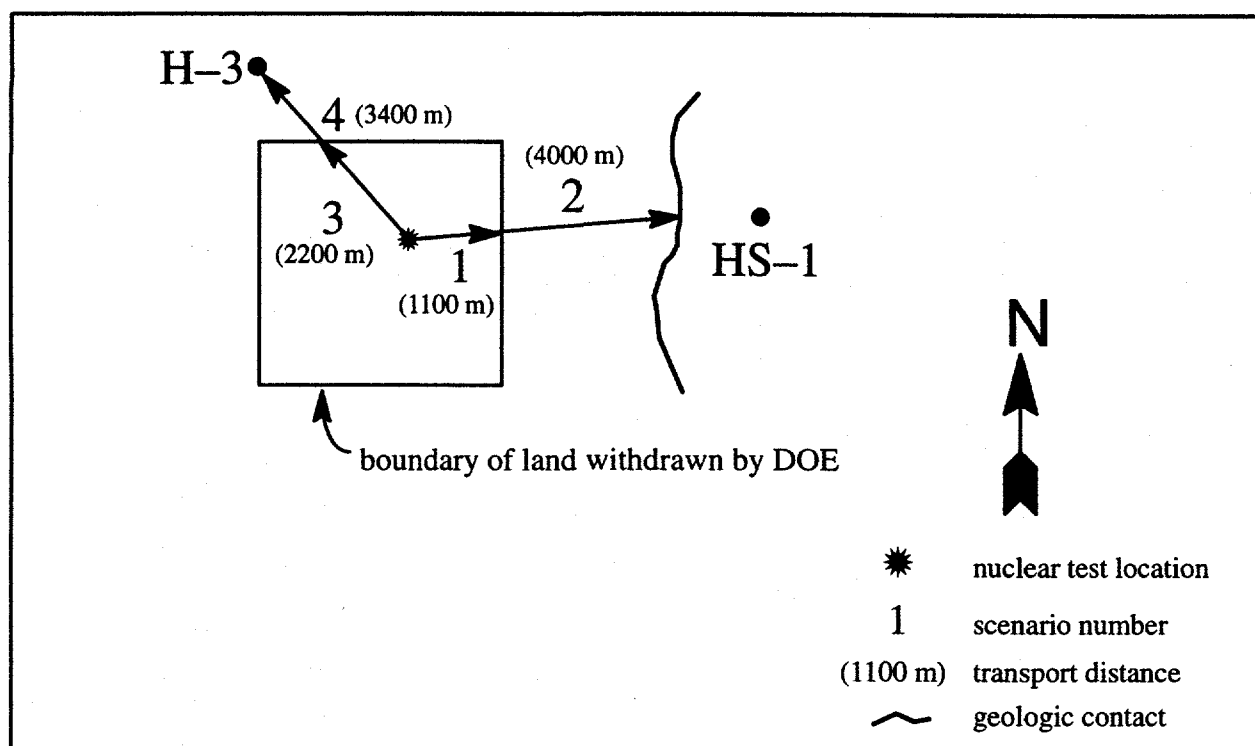 H–3
4 (3400 m)
(4000 m)
2
3
(2200 m)
1
(1100 m)
HS–1
boundary of land withdrawn by DOE
N
nuclear test location
1 scenario number
(1100 m) transport distance
geologic contact